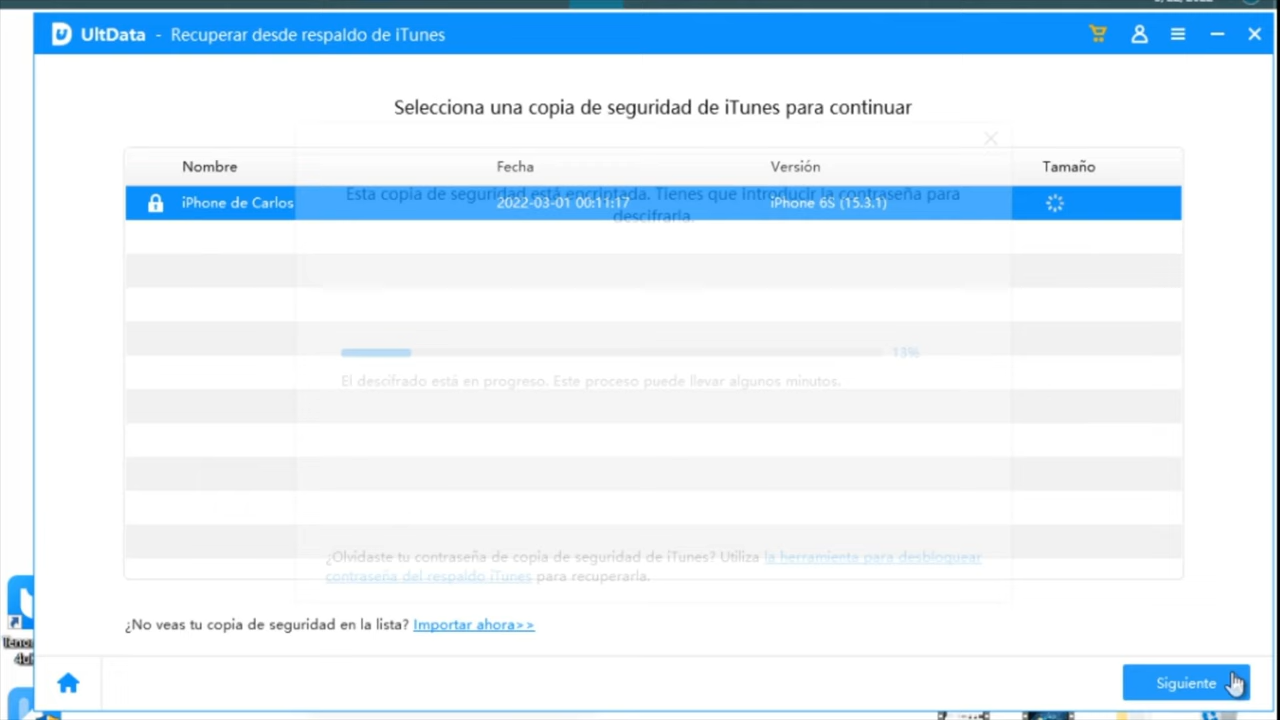 UltData - Recuperar desde respaldo de iTunes
Selecciona una copia de seguridad de iTunes para continuar
Nombre Fecha Versión Tamaño
Esta copia de seguridad está encriptada. Tienes que introducir la contraseña para
descifrarla.
iPhone de Carlos 2022-03-01 00:11:17 iPhone 6S (15.3.1)
13%
El descifrado está en progreso. Este proceso puede llevar algunos minutos.
¿Olvidaste tu contraseña de copia de seguridad de iTunes? Utiliza la herramienta para desbloquear
contraseña del respaldo iTunes para recuperarla.
¿No veas tu copia de seguridad en la lista? Importar ahora>>
Siguiente